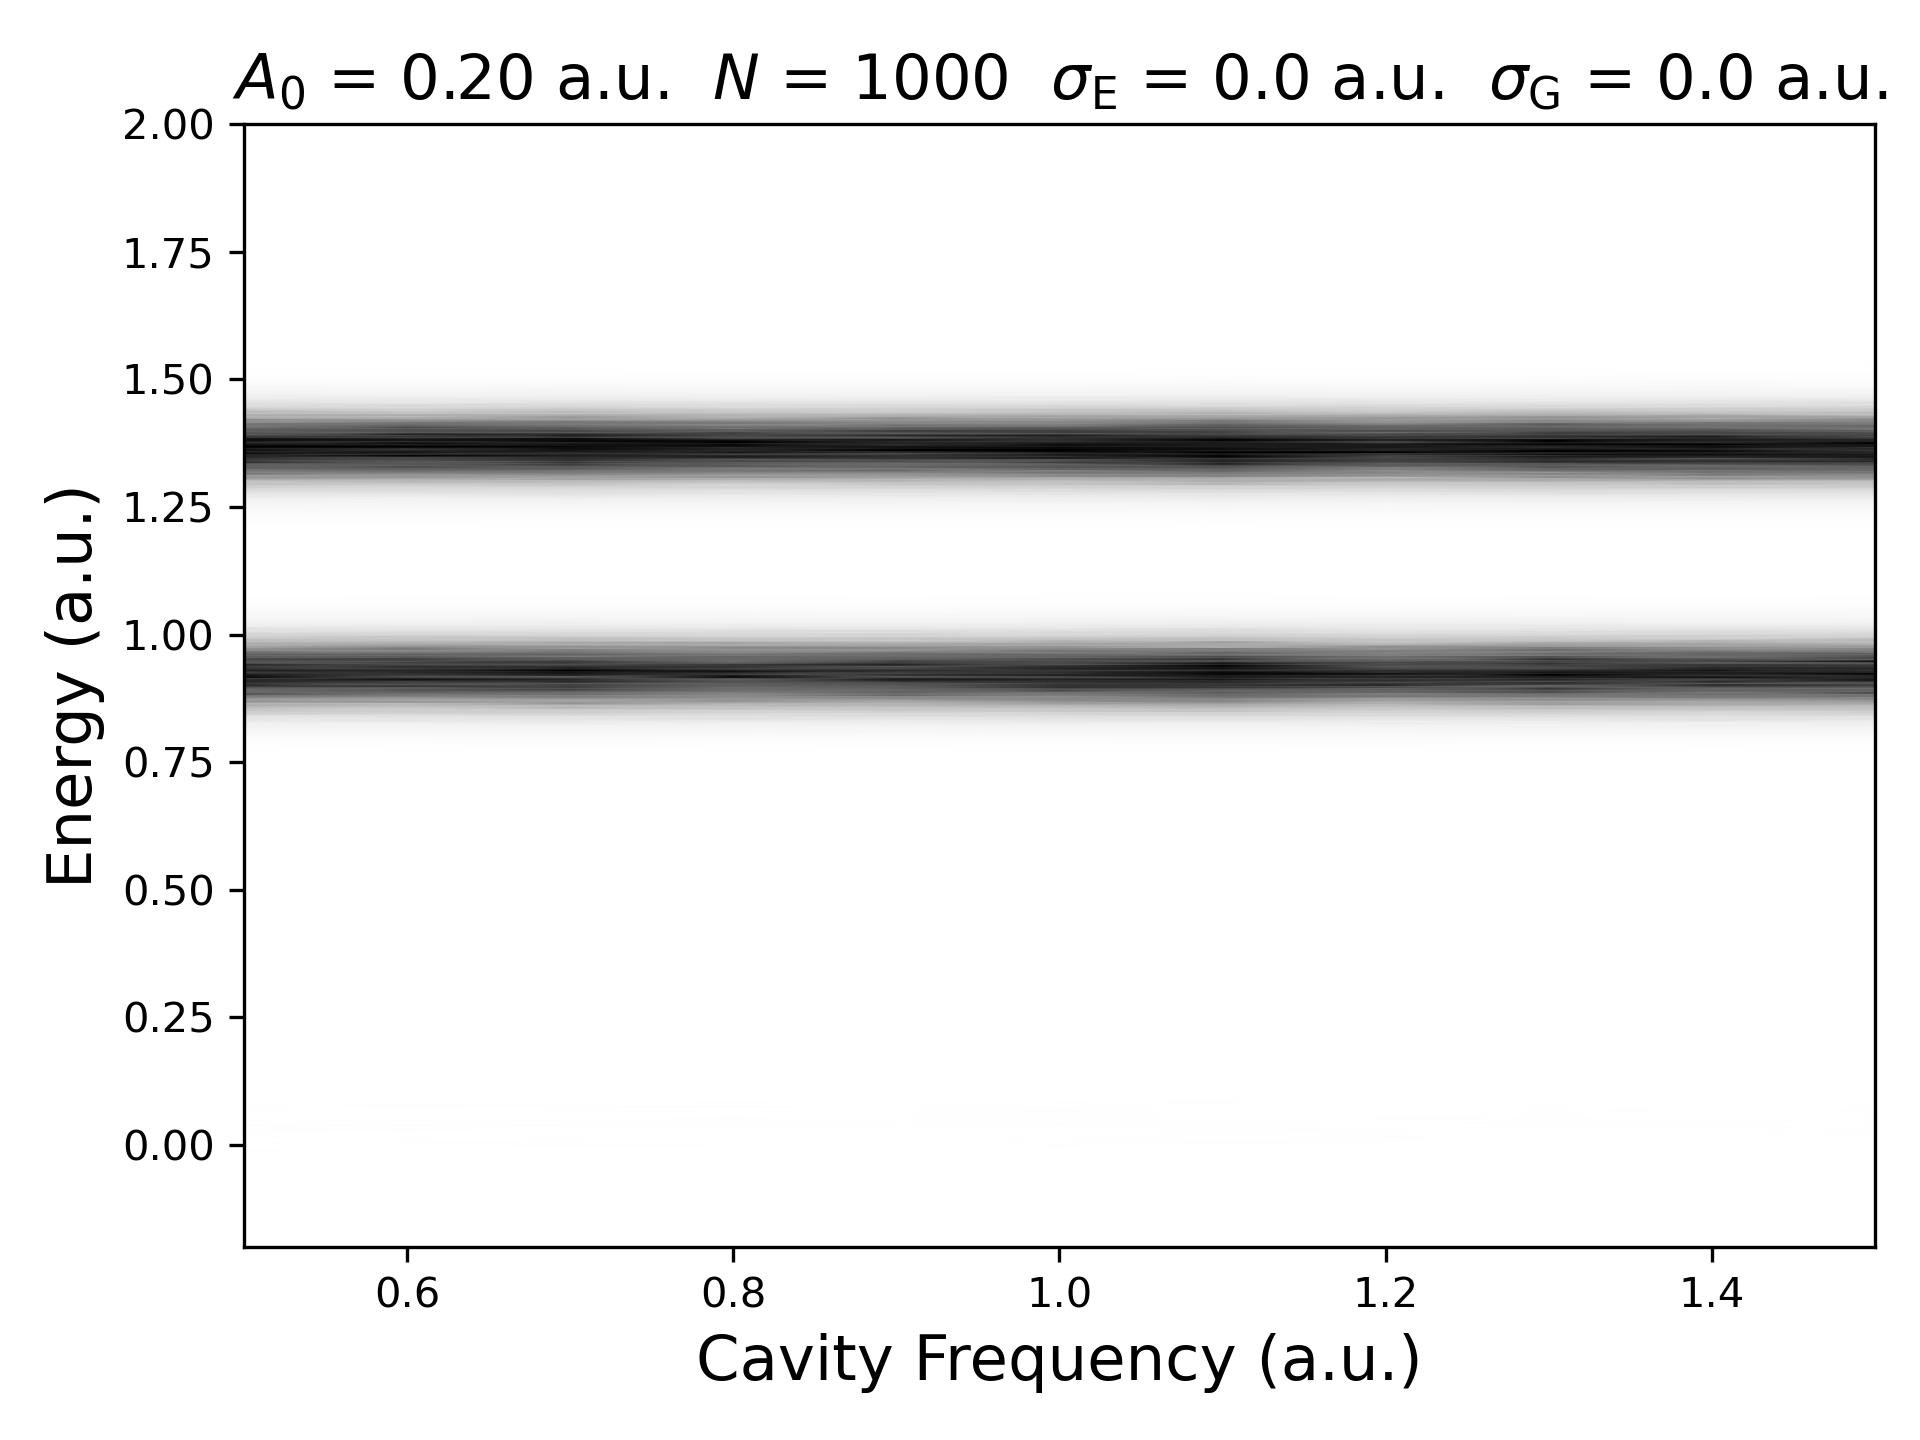 A₀ = 0.20 a.u. N = 1000 σE = 0.0 a.u. σG = 0.0 a.u.
2.00
1.75
1.50
1.25
1.00
0.75
0.50
0.25
0.00
Energy (a.u.)
0.6 0.8 1.0 1.2 1.4
Cavity Frequency (a.u.)